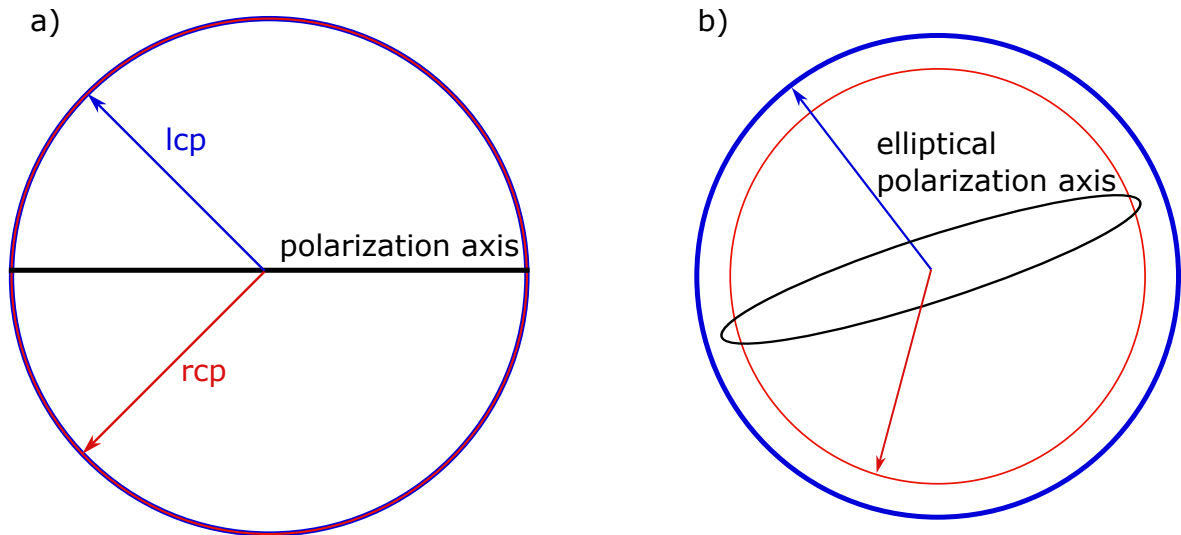 a)
lcp
polarization axis
rcp
b)
elliptical
polarization axis